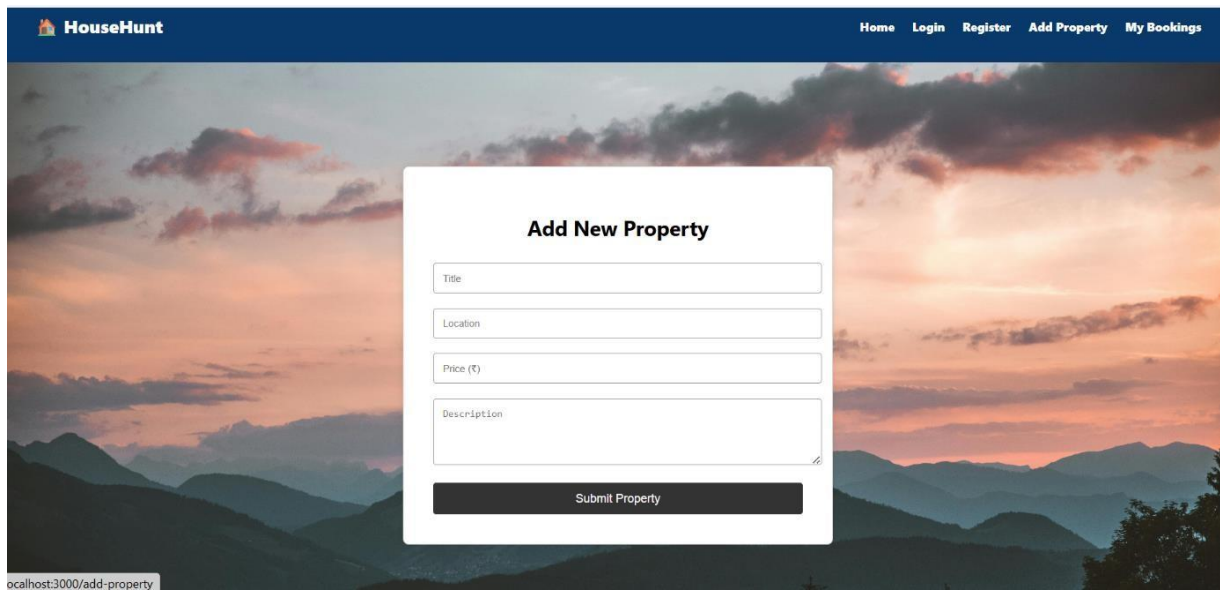 HouseHunt
Home Login Register Add Property My Bookings
Add New Property
Title
Location
Price (₹)
Description
Submit Property
ocalhost:3000/add-property